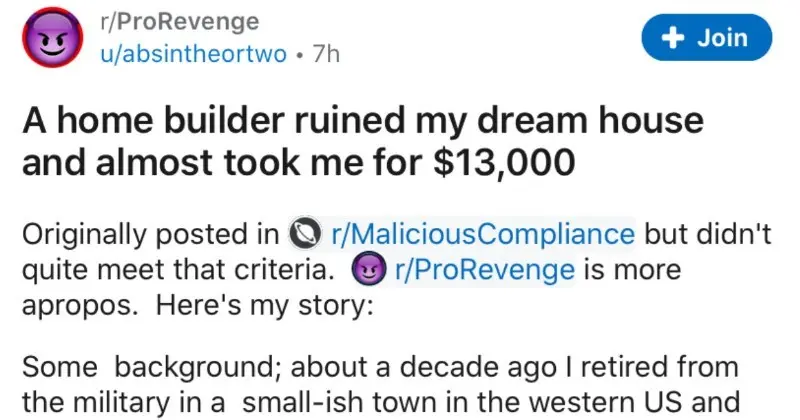 r/ProRevenge
u/absintheortwo • 7h
+ Join
A home builder ruined my dream house
and almost took me for $13,000
Originally posted in r/MaliciousCompliance but didn't
quite meet that criteria. r/ProRevenge is more
apropos. Here's my story:
Some background; about a decade ago I retired from
the military in a small-ish town in the western US and